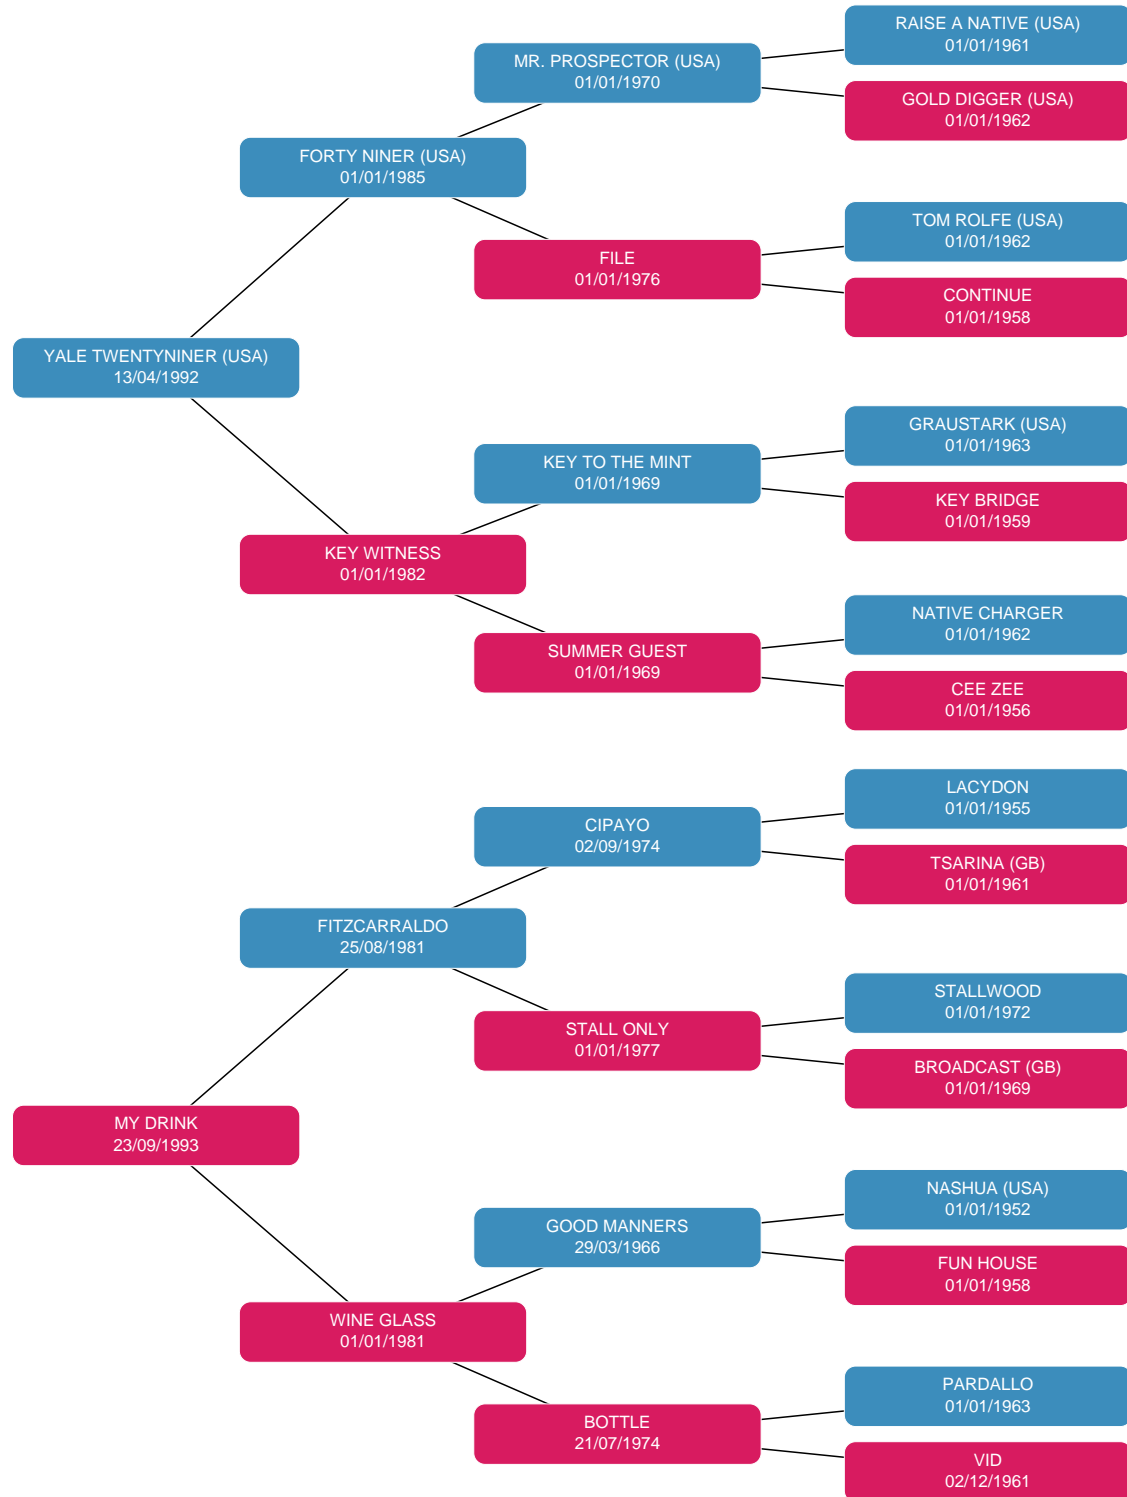 RAISE A NATIVE (USA)
01/01/1961
MR. PROSPECTOR (USA)
01/01/1970
GOLD DIGGER (USA)
01/01/1962
FORTY NINER (USA)
01/01/1985
TOM ROLFE (USA)
01/01/1962
FILE
01/01/1976
CONTINUE
01/01/1958
YALE TWENTYNINER (USA)
13/04/1992
GRAUSTARK (USA)
01/01/1963
KEY TO THE MINT
01/01/1969
KEY BRIDGE
01/01/1959
KEY WITNESS
01/01/1982
NATIVE CHARGER
01/01/1962
SUMMER GUEST
01/01/1969
CEE ZEE
01/01/1956
LACYDON
01/01/1955
CIPAYO
02/09/1974
TSARINA (GB)
01/01/1961
FITZCARRALDO
25/08/1981
STALLWOOD
01/01/1972
STALL ONLY
01/01/1977
BROADCAST (GB)
01/01/1969
MY DRINK
23/09/1993
NASHUA (USA)
01/01/1952
GOOD MANNERS
29/03/1966
FUN HOUSE
01/01/1958
WINE GLASS
01/01/1981
PARDALLO
01/01/1963
BOTTLE
21/07/1974
VID
02/12/1961